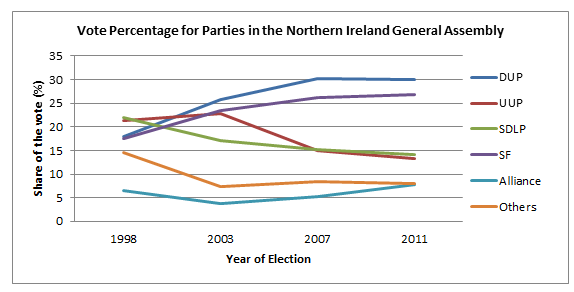 Vote Percentage for Parties in the Northern Ireland General Assembly
Share of the vote (%)
35
30
25
20
15
10
5
0
1998 2003 2007 2011
Year of Election
DUP
UUP
SDLP
SF
Alliance
Others